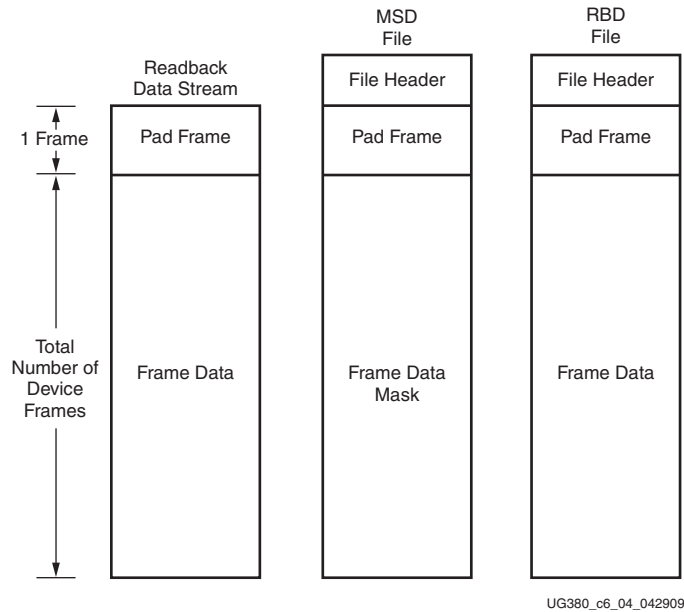 MSD
File
RBD
File
Readback
Data Stream
File Header
File Header
1 Frame
Pad Frame
Pad Frame
Pad Frame
Total
Number of
Device
Frames
Frame Data
Frame Data
Mask
Frame Data
UG380_c6_04_042909